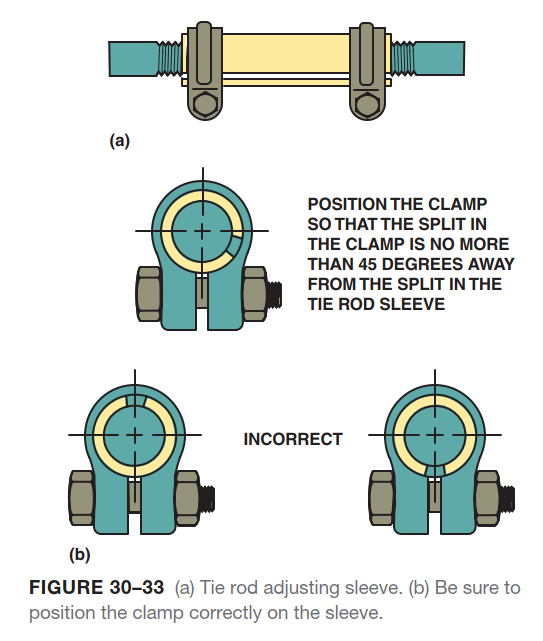 (a)
POSITION THE CLAMP
SO THAT THE SPLIT IN
THE CLAMP IS NO MORE
THAN 45 DEGREES AWAY
FROM THE SPLIT IN THE
TIE ROD SLEEVE
INCORRECT
(b)
FIGURE 30–33 (a) Tie rod adjusting sleeve. (b) Be sure to
position the clamp correctly on the sleeve.